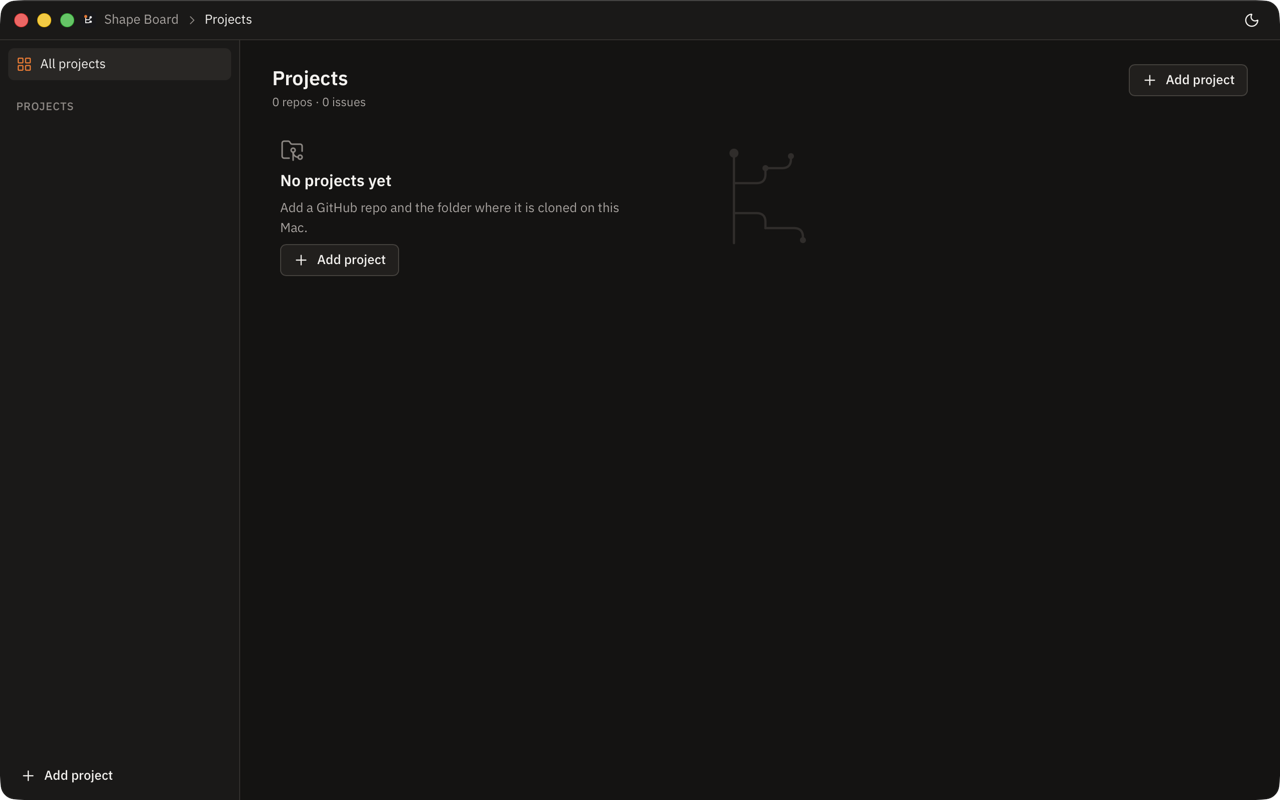 Shape Board > Projects
All projects
PROJECTS
Projects
0 repos · 0 issues
Add project
No projects yet
Add a GitHub repo and the folder where it is cloned on this
Mac.
Add project
Add project